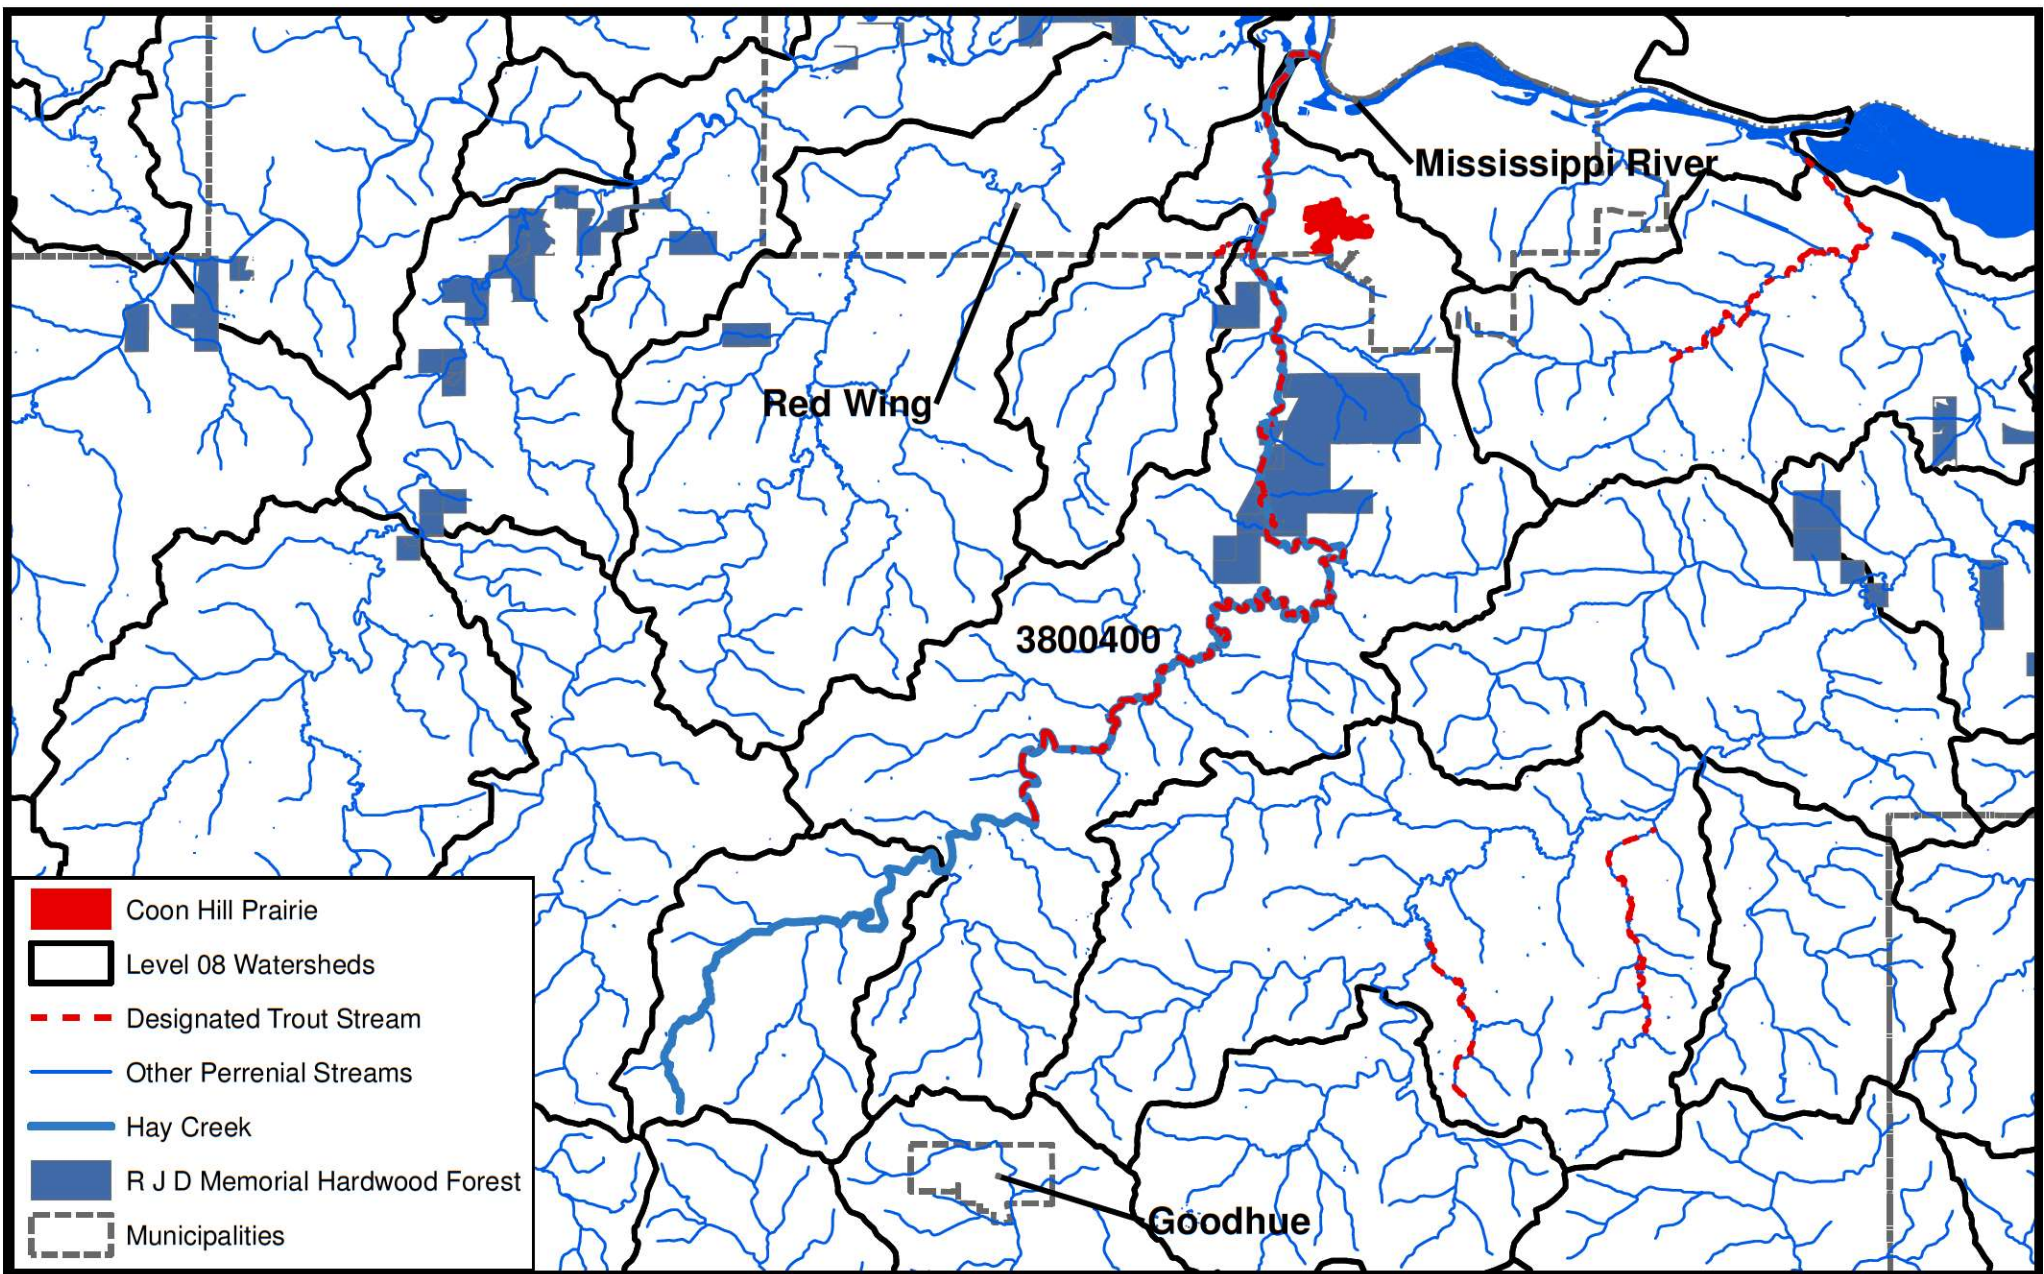 Mississippi River
Red Wing
3800400
Coon Hill Prairie
Level 08 Watersheds
Designated Trout Stream
Other Perrenial Streams
Hay Creek
R J D Memorial Hardwood Forest
Municipalities
Goodhue